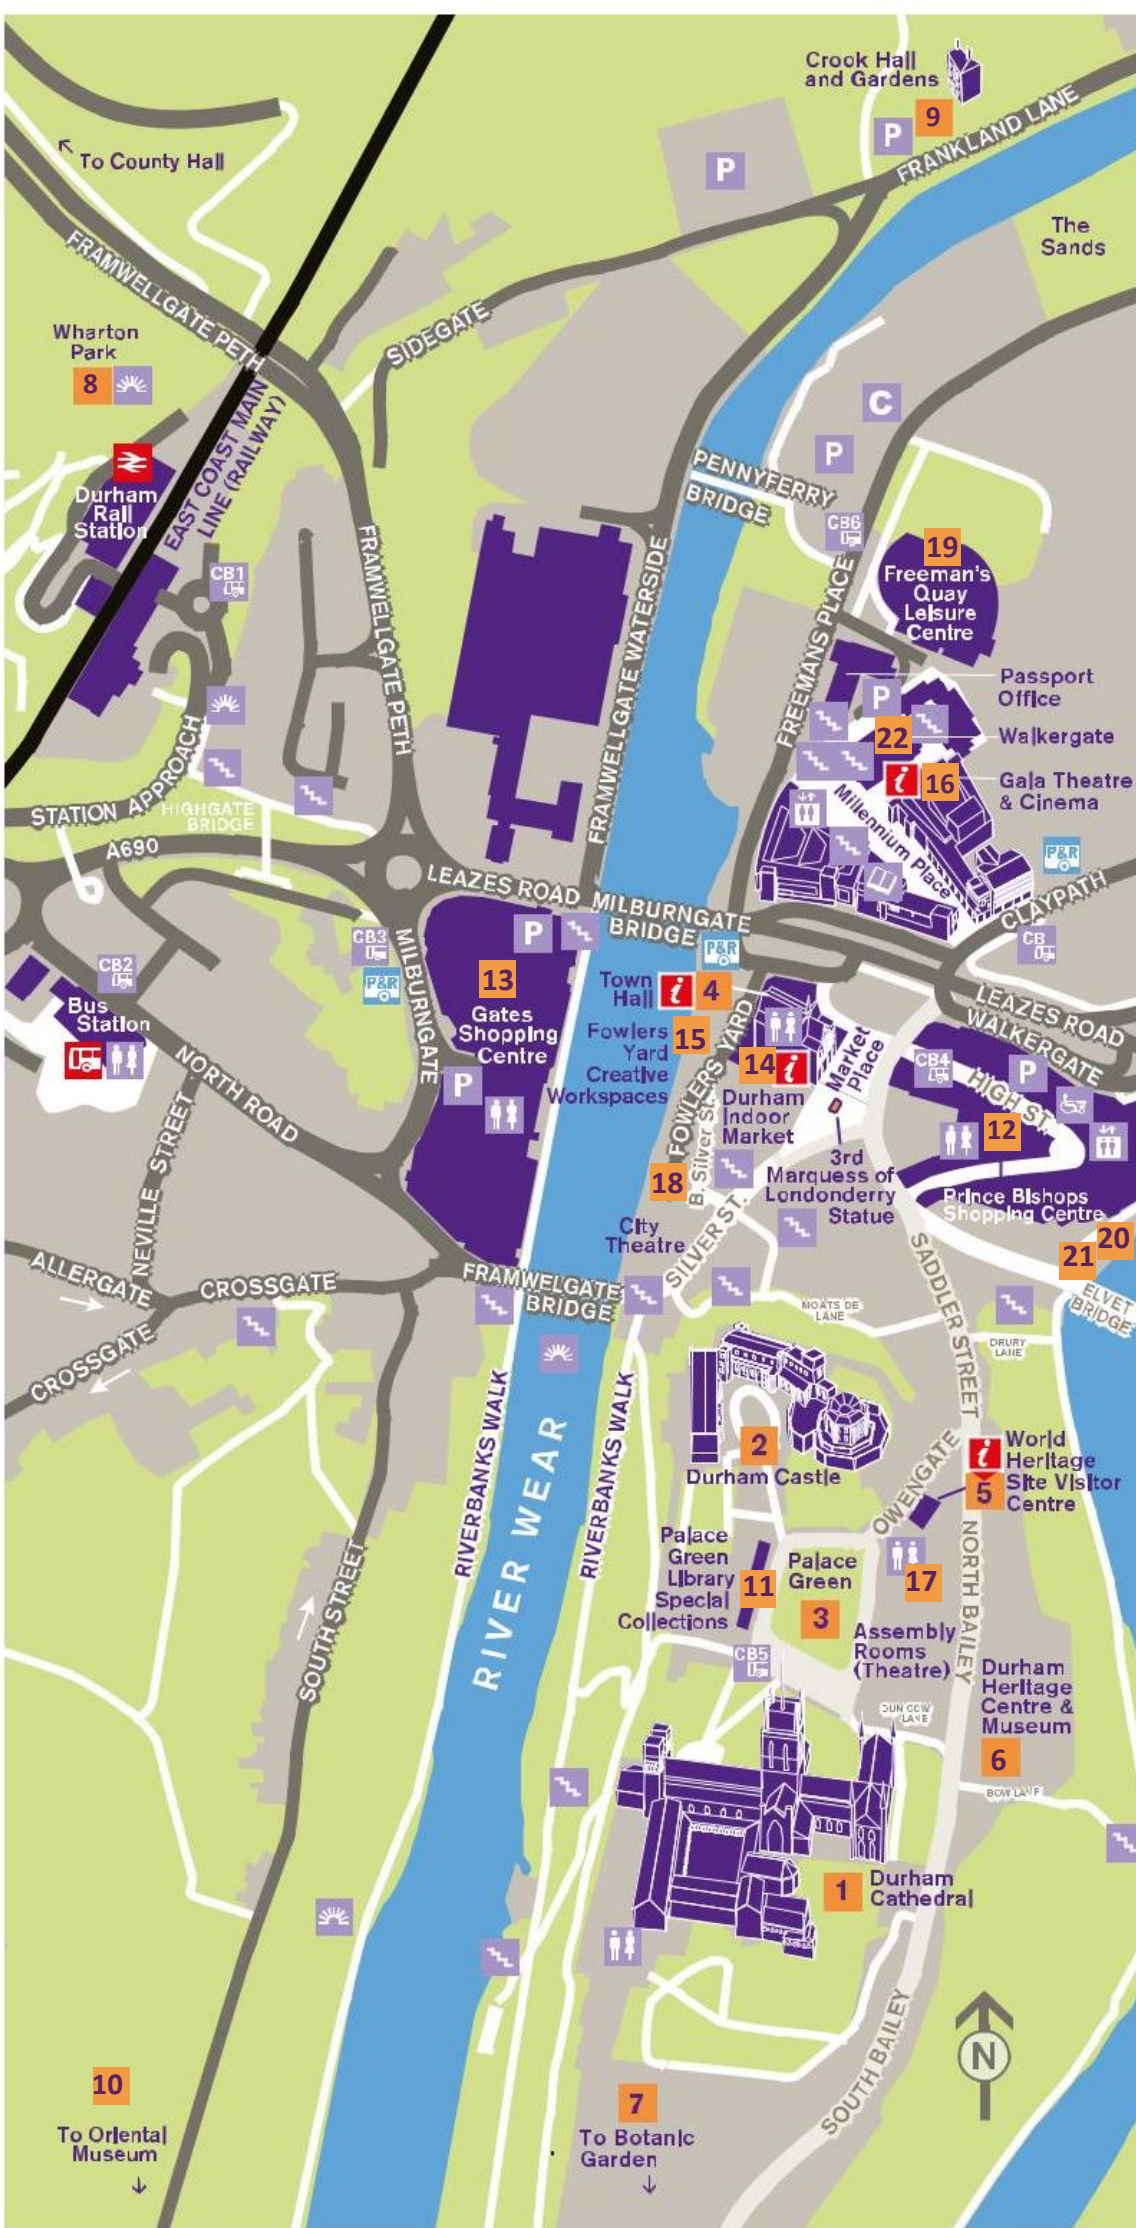 Crook Hall
and Gardens
9
P
FRANKLAND LANE
P
To County Hall
The
Sands
FRAMWELLGATE PETH
SIDEGATE
Wharton
Park
8
EAST COAST MAIN
LINE (RAILWAY)
C
P
PENNYFERRY
BRIDGE
Durham
Rail
Station
CB6
19
Freeman's
Quay
Leisure
Centre
CB1
FRAMWELLGATE PETH
FRAMWELLGATE WATERSIDE
FREEMANS PLACE
Passport
Office
P
22
Walkergate
16
Gala Theatre
& Cinema
Millennium Place
STATION APPROACH
HIGHGATE
BRIDGE
A690
P&R
LEAZES ROAD
MILBURNGATE
BRIDGE
CLAYPATH
CB
P
P&R
CB3
P&R
CB2
MILBURNGATE
13
Gates
Shopping
Centre
Town
Hall
4
LEAZES ROAD
WALKERGATE
Bus
Station
Fowlers
Yard
Creative
Workspaces
15
FOWLERS YARD
14
Durham
Indoor
Market
Market
Place
CB4
P
HIGH ST.
NORTH ROAD
P
12
NEVILLE STREET
B. Silver St.
3rd
Marquess of
Londonderry
Statue
18
City
Theatre
SILVER ST.
Prince Bishops
Shopping Centre
20
21
ELVET
BRIDGE
ALLERGATE
CROSSGATE
FRAMWELGATE
BRIDGE
SADDLER STREET
CROSSGATE
MOATS DE
LANE
DRURY
LANE
RIVERBANKS WALK
RIVERBANKS WALK
RIVER WEAR
2
Durham Castle
OWENGATE
World
Heritage
Site Visitor
Centre
5
Palace
Green
Library
Special
Collections
11
Palace
Green
3
17
NORTH BAILEY
SOUTH STREET
Assembly
Rooms
(Theatre)
CB5
Durham
Heritage
Centre &
Museum
6
DUN COW
LANE
BOW LANE
1
Durham
Cathedral
SOUTH BAILEY
N
10
To Oriental
Museum
7
To Botanic
Garden